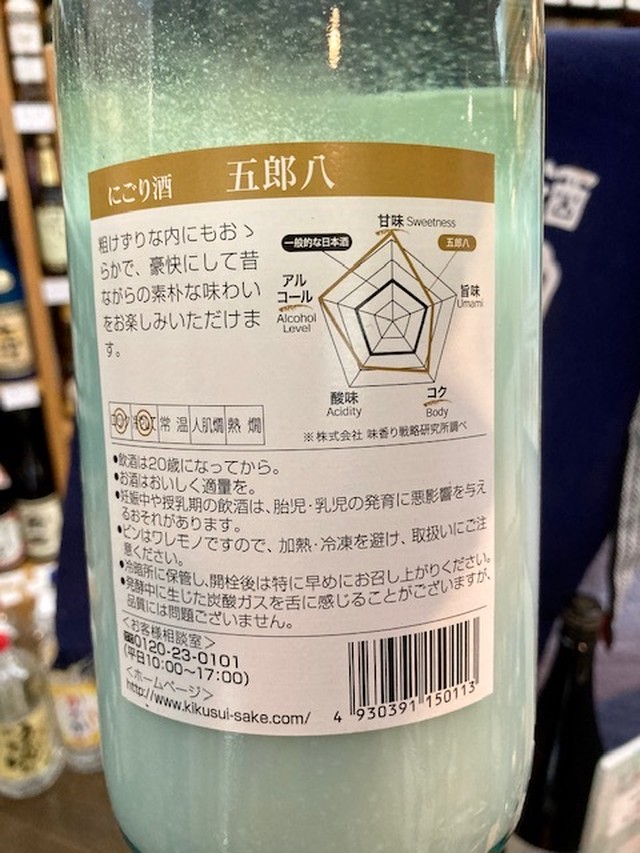 にごり酒 五郎八
粗けずりな内にもおゝ
らかで、豪快にして昔
ながらの素朴な味わい
をお楽しみいただけま
す。
甘味 Sweetness
一般的な日本酒
五郎八
アル
コール
Alcohol
Level
旨味
Umami
酸味
Acidity
コク
Body
※株式会社 味香り戦略研究所調べ
常温 人肌燗 熱燗
•飲酒は20歳になってから。
•お酒はおいしく適量を。
•妊娠中や授乳期の飲酒は、胎児・乳児の発育に悪影響を与え
るおそれがあります。
•ビンはワレモノですので、加熱・冷凍を避け、取扱いにご注
意ください。
•冷暗所に保管し、開栓後は特に早めにお召し上がりください。
•発酵中に生じた炭酸ガスを舌に感じることがございますが、
品質には問題ございません。
<お客様相談室>
0120-23-0101
(平日10:00〜17:00)
<ホームページ>
http://www.kikusui-sake.com/
4 930391 150113
酒